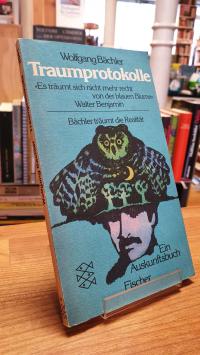 Wolfgang Bächler
Traumprotokolle
»Es träumt sich nicht mehr recht
von der blauen Blume«
Walter Benjamin
Bächler träumt die Realität
Ein
Auskunftsbuch
Fischer